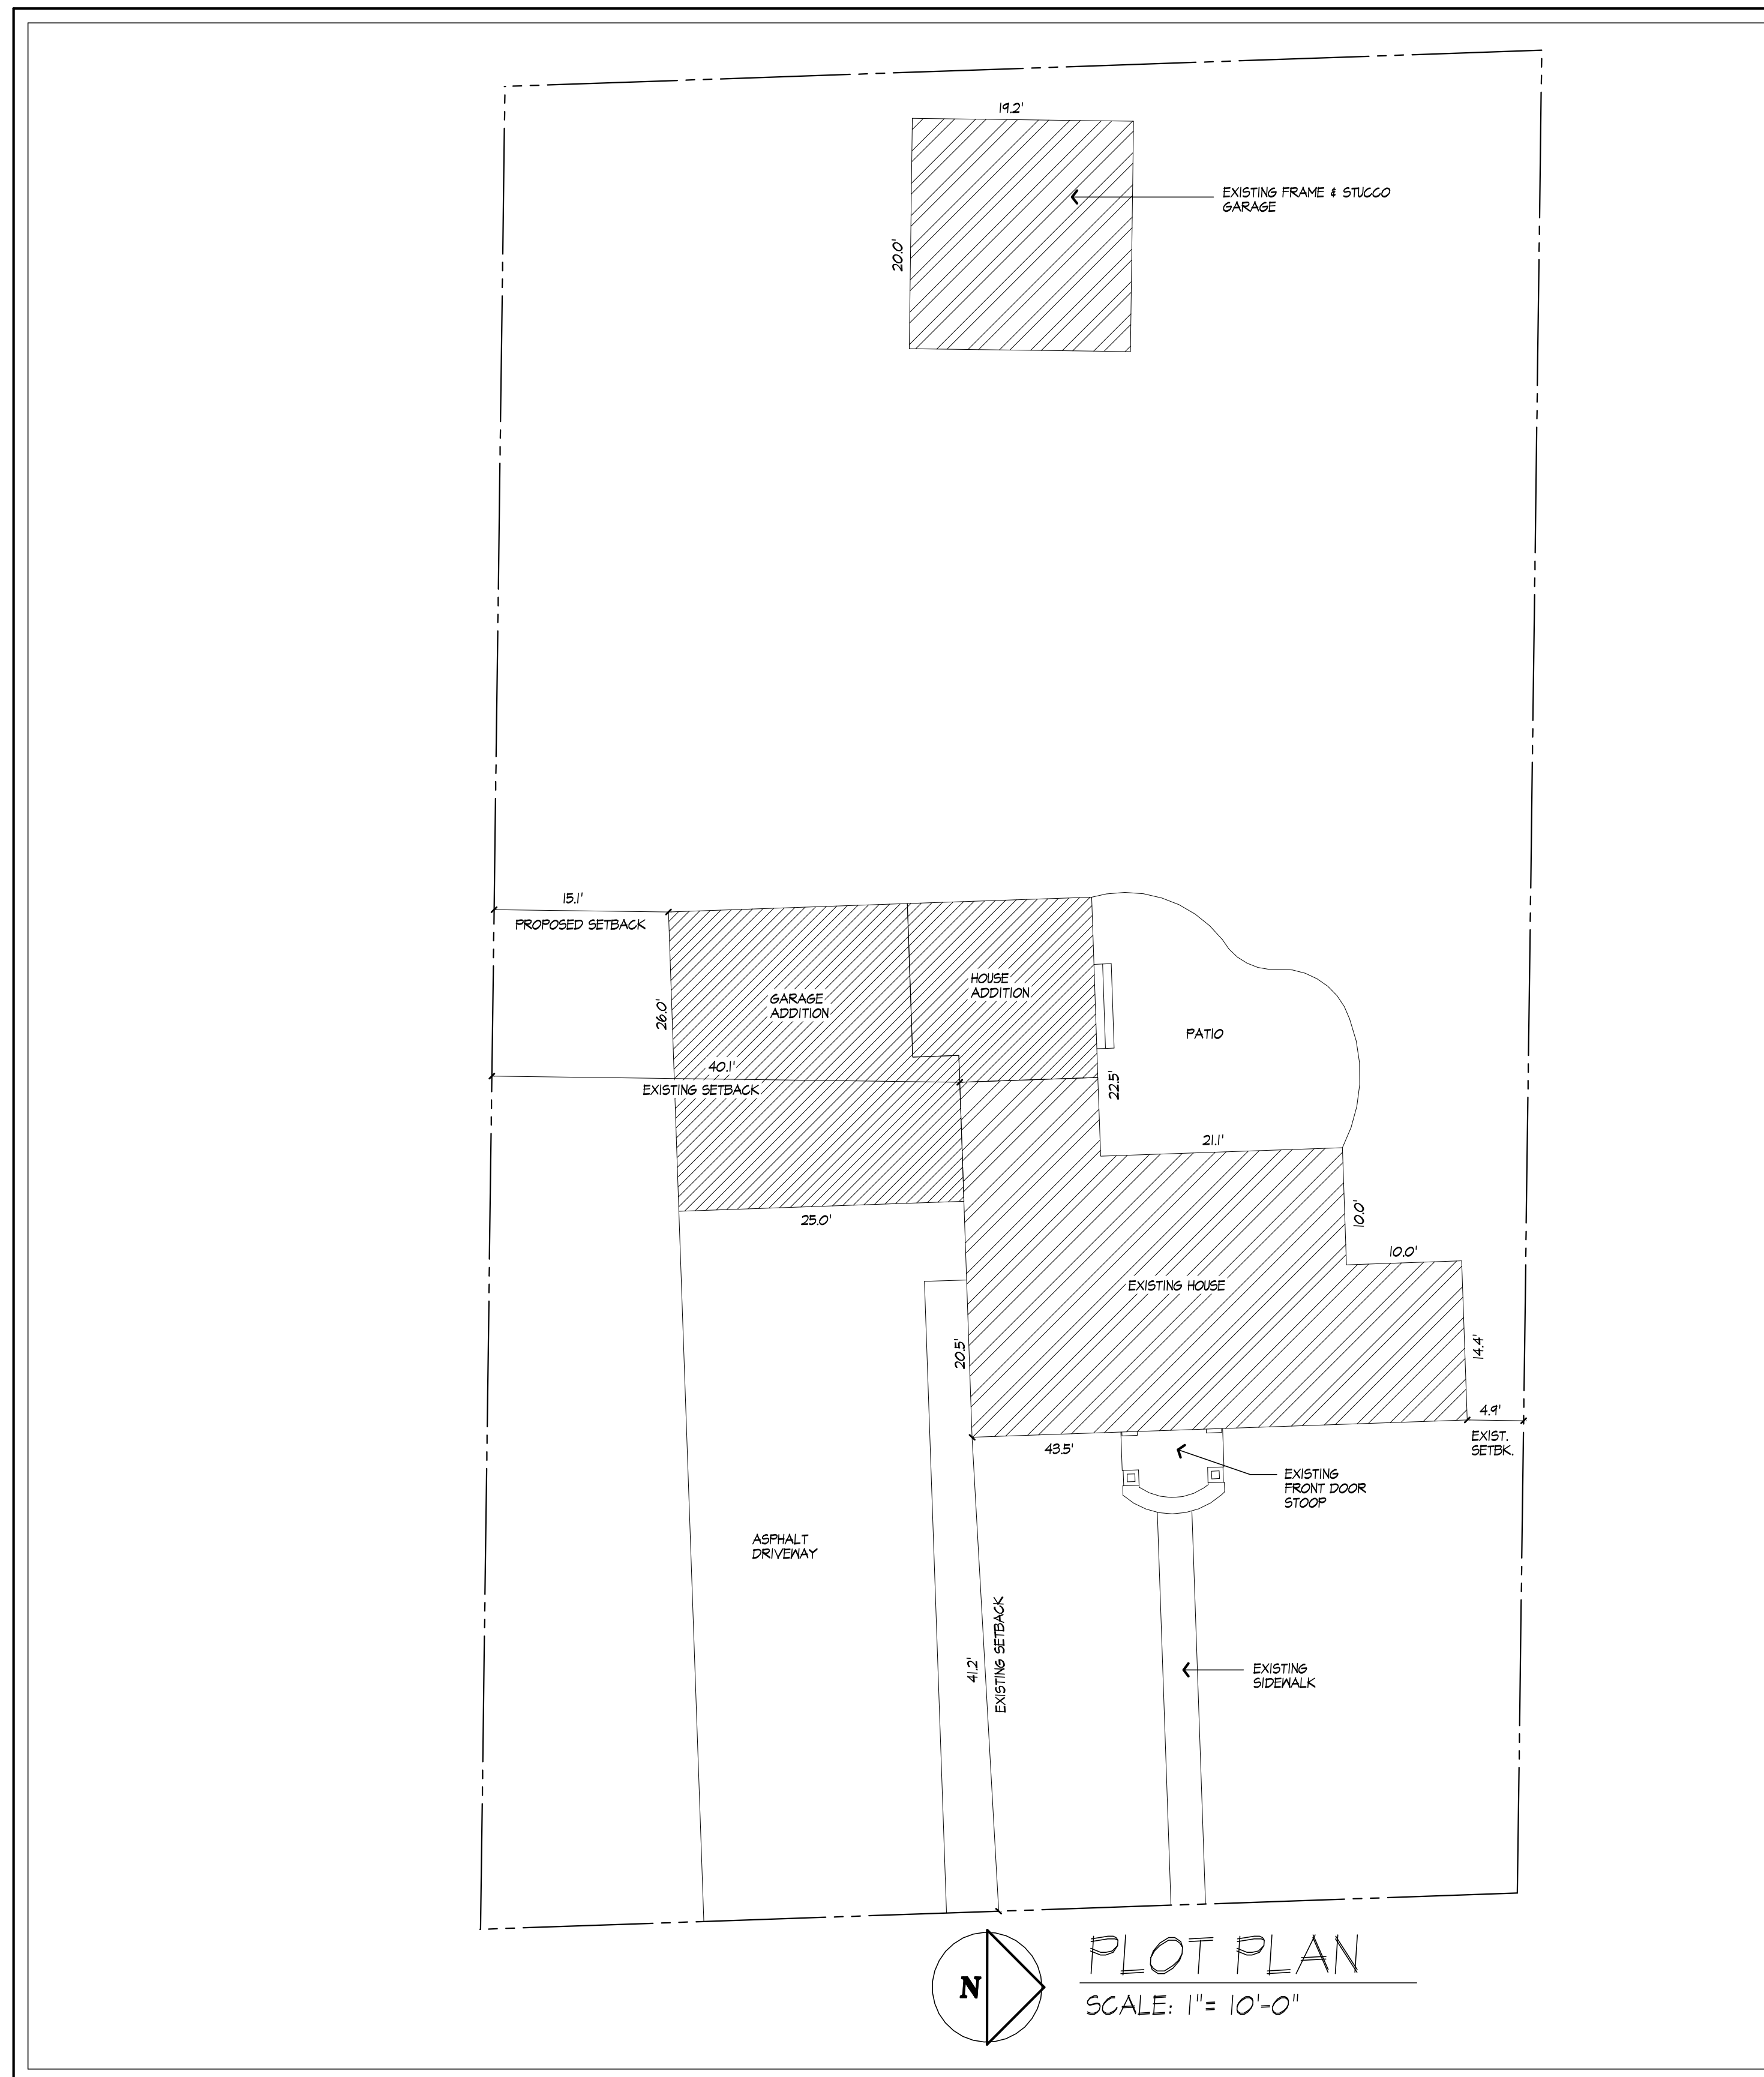 19.2'
EXISTING FRAME & STUCCO
GARAGE
20.0'
15.1'
PROPOSED SETBACK
HOUSE
ADDITION
GARAGE
ADDITION
26.0'
PATIO
40.1'
EXISTING SETBACK
22.5'
21.1'
10.0'
25.0'
10.0'
EXISTING HOUSE
20.5'
14.4'
4.9'
EXIST.
SETBK.
43.5'
EXISTING
FRONT DOOR
STOOP
ASPHALT
DRIVEWAY
41.2'
EXISTING SETBACK
EXISTING
SIDEWALK
N
PLOT PLAN
SCALE: 1"= 10'-0"